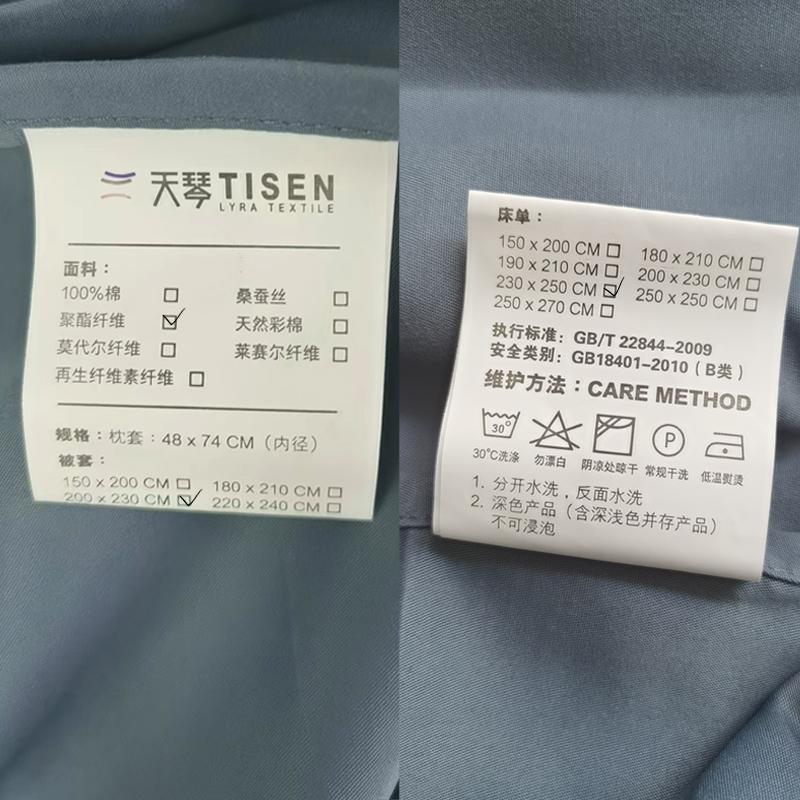 天琴TISEN
LYRA TEXTILE
面料：
100%棉 □ 桑蚕丝 □
聚酯纤维 ☑ 天然彩棉 □
莫代尔纤维 □ 莱赛尔纤维 □
再生纤维素纤维 □
规格：枕套：48 x 74 CM（内径）
被套：
150 x 200 CM □ 180 x 210 CM □
200 x 230 CM ☑ 220 x 240 CM □
床单：
150 x 200 CM □ 180 x 210 CM □
190 x 210 CM □ 200 x 230 CM □
230 x 250 CM ☑ 250 x 250 CM □
250 x 270 CM □
执行标准：GB/T 22844-2009
安全类别：GB18401-2010（B类）
维护方法：CARE METHOD
30° P
30℃洗涤 勿漂白 阴凉处晾干 常规干洗 低温熨烫
1. 分开水洗，反面水洗
2. 深色产品（含深浅色并存产品）
不可浸泡